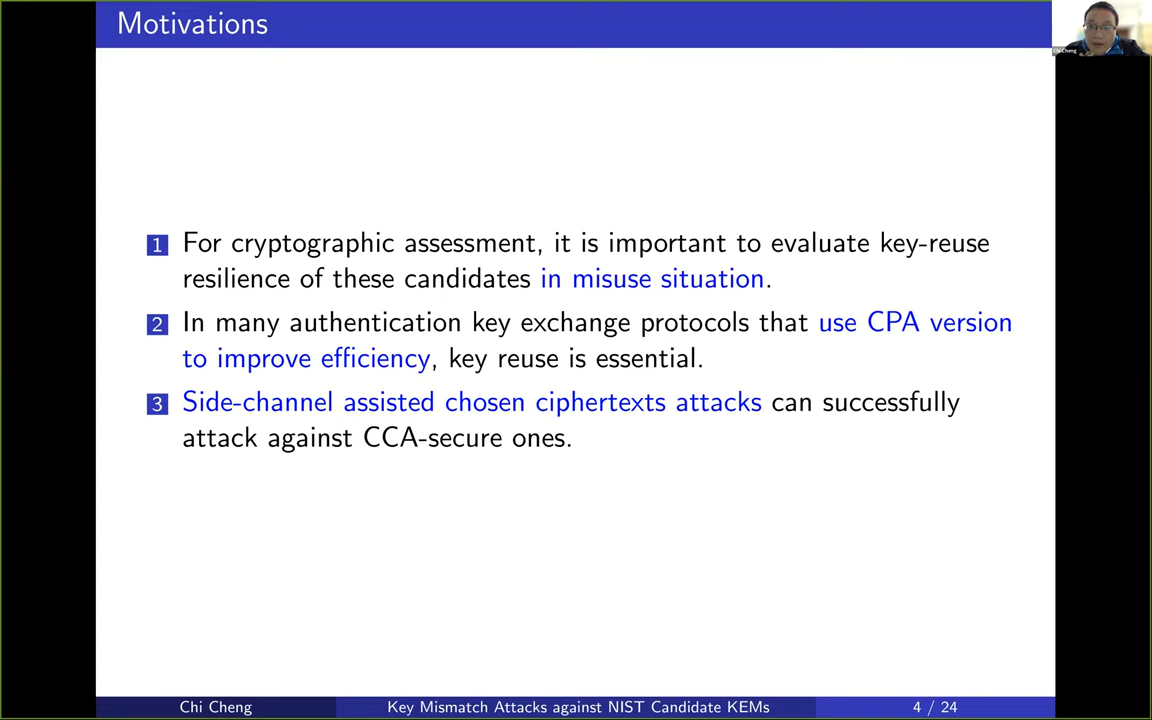 Motivations
Chi Cheng
1 For cryptographic assessment, it is important to evaluate key-reuse
resilience of these candidates in misuse situation.
2 In many authentication key exchange protocols that use CPA version
to improve efficiency, key reuse is essential.
3 Side-channel assisted chosen ciphertexts attacks can successfully
attack against CCA-secure ones.
Chi Cheng Key Mismatch Attacks against NIST Candidate KEMs 4 / 24